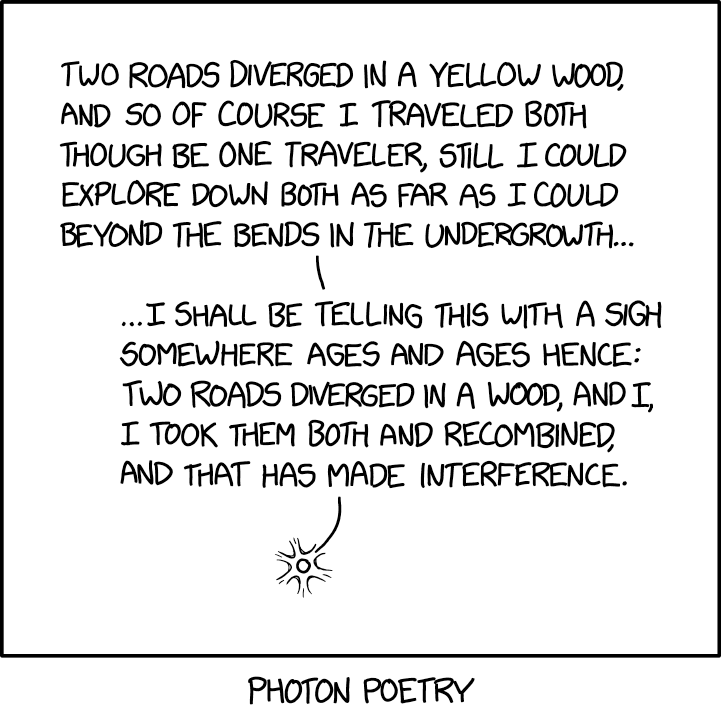 TWO ROADS DIVERGED IN A YELLOW WOOD,
AND SO OF COURSE I TRAVELED BOTH
THOUGH BE ONE TRAVELER, STILL I COULD
EXPLORE DOWN BOTH AS FAR AS I COULD
BEYOND THE BENDS IN THE UNDERGROWTH...
...I SHALL BE TELLING THIS WITH A SIGH
SOMEWHERE AGES AND AGES HENCE:
TWO ROADS DIVERGED IN A WOOD, AND I,
I TOOK THEM BOTH AND RECOMBINED,
AND THAT HAS MADE INTERFERENCE.
PHOTON POETRY